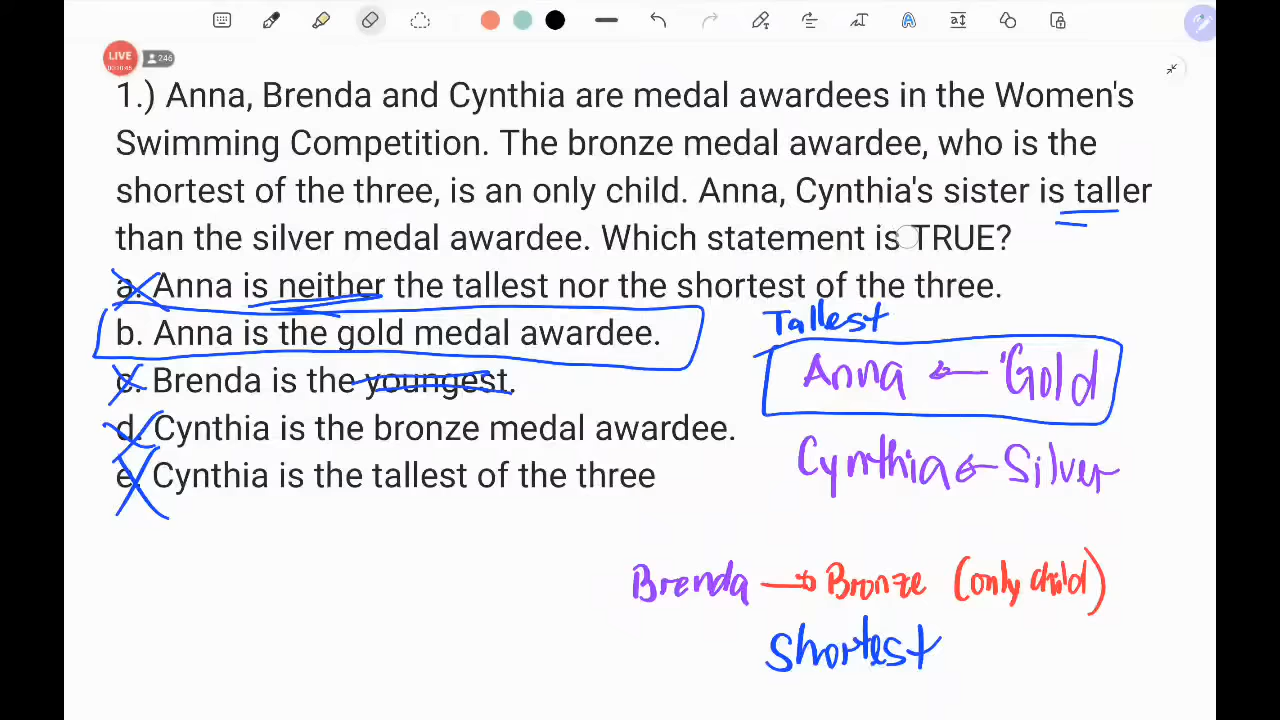 LIVE
246
1.) Anna, Brenda and Cynthia are medal awardees in the Women's
Swimming Competition. The bronze medal awardee, who is the
shortest of the three, is an only child. Anna, Cynthia's sister is taller
than the silver medal awardee. Which statement is TRUE?
a. Anna is neither the tallest nor the shortest of the three.
b. Anna is the gold medal awardee.
c. Brenda is the youngest.
d. Cynthia is the bronze medal awardee.
e. Cynthia is the tallest of the three
Tallest
Anna ← Gold
Cynthia ← Silver
Brenda → Bronze (only child)
Shortest